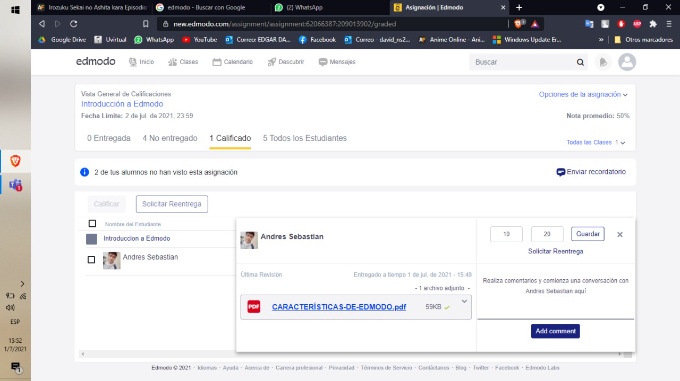 Irozuku Sekai no Ashita kara Episodio
edmodo - Buscar con Google
(2) WhatsApp
Asignación | Edmodo
new.edmodo.com/assignment/assignment:62066387:209013902/graded
Google Drive
Uvirtual
WhatsApp
YouTube
Correo: EDGAR DA...
Facebook
Correo - david_ns2...
Anime Online - An...
Windows Update Er...
Otros marcadores
edmodo
Inicio
Clases
Calendario
Descubrir
Mensajes
Buscar
Vista General de Calificaciones
Introducción a Edmodo
Opciones de la asignación
Fecha Límite: 2 de jul. de 2021, 23:59
Nota promedio: 50%
0 Entregada 4 No entregado 1 Calificado 5 Todos los Estudiantes
Todas las Clases 1
2 de tus alumnos no han visto esta asignación
Enviar recordatorio
Calificar
Solicitar Reentrega
Nombre del Estudiante
Introduccion a Edmodo
Andres Sebastian
Andres Sebastian
10 20 Guardar
Solicitar Reentrega
Última Revisión
Entregado a tiempo 1 de jul. de 2021 - 15:49
- 1 archivo adjunto. -
PDF
CARACTERÍSTICAS-DE-EDMODO.pdf
59KB
Realiza comentarios y comienza una conversación con
Andres Sebastian aquí
Add comment
Edmodo © 2021 · Idiomas · Ayuda · Acerca de · Carrera profesional · Privacidad · Términos de Servicio · Contáctanos · Blog · Twitter · Facebook · Edmodo Labs
ESP
15:52
1/7/2021